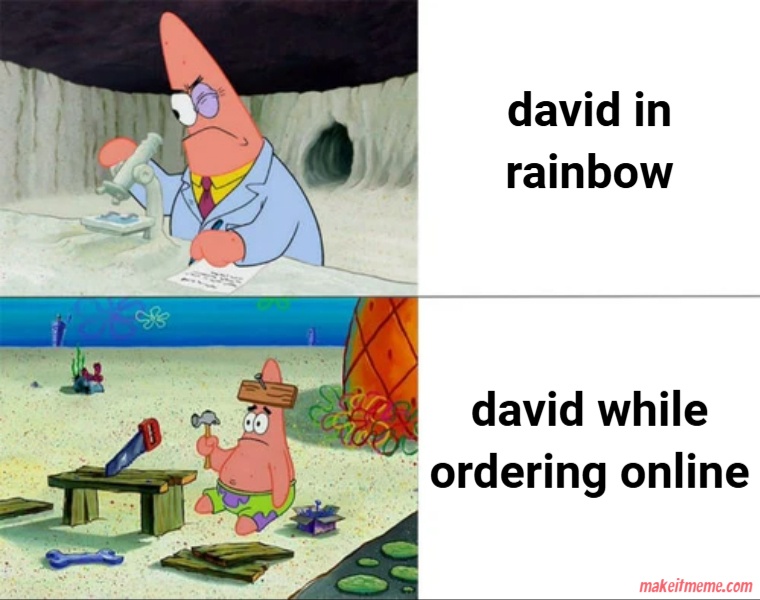 david in
rainbow
david while
ordering online
makeitmeme.com